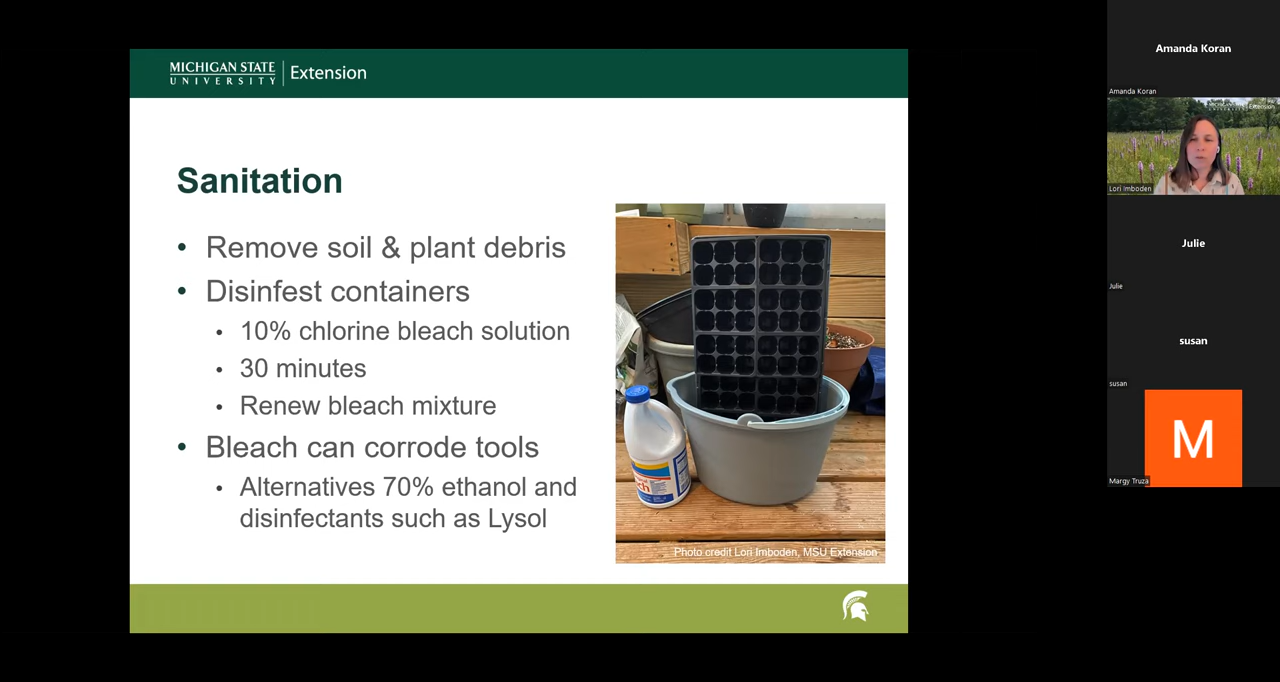 MICHIGAN STATE
UNIVERSITY
Extension
Sanitation
• Remove soil & plant debris
• Disinfest containers
• 10% chlorine bleach solution
• 30 minutes
• Renew bleach mixture
• Bleach can corrode tools
• Alternatives 70% ethanol and
disinfectants such as Lysol
Photo credit Lori Imboden, MSU Extension
Amanda Koran
Amanda Koran
Extension
Lori Imboden
Julie
Julie
susan
susan
M
Margy Truza